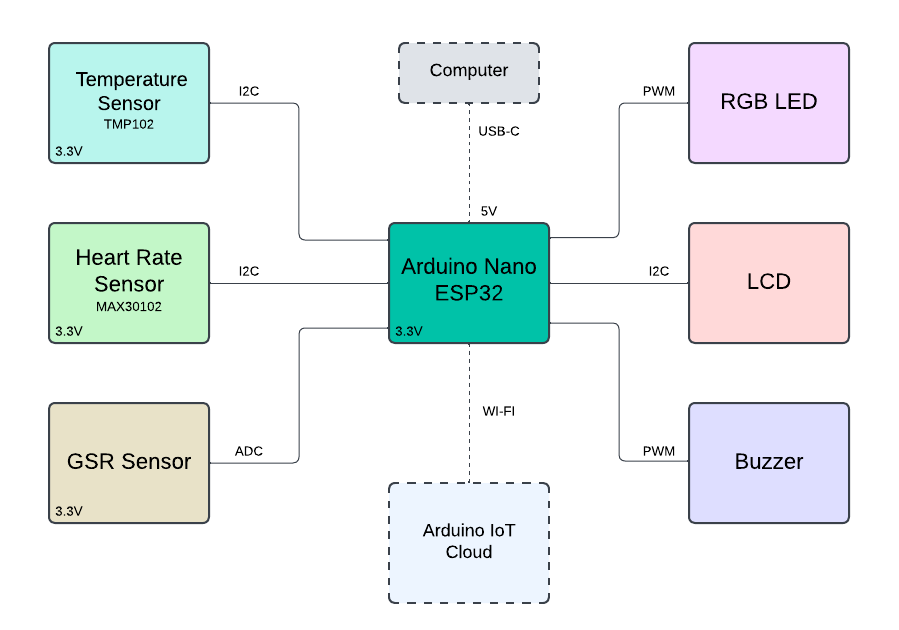 Temperature
Sensor
TMP102
3.3V
I2C
Computer
USB-C
5V
PWM
RGB LED
Heart Rate
Sensor
MAX30102
3.3V
I2C
Arduino Nano
ESP32
3.3V
I2C
LCD
GSR Sensor
3.3V
ADC
WI-FI
Arduino IoT
Cloud
PWM
Buzzer